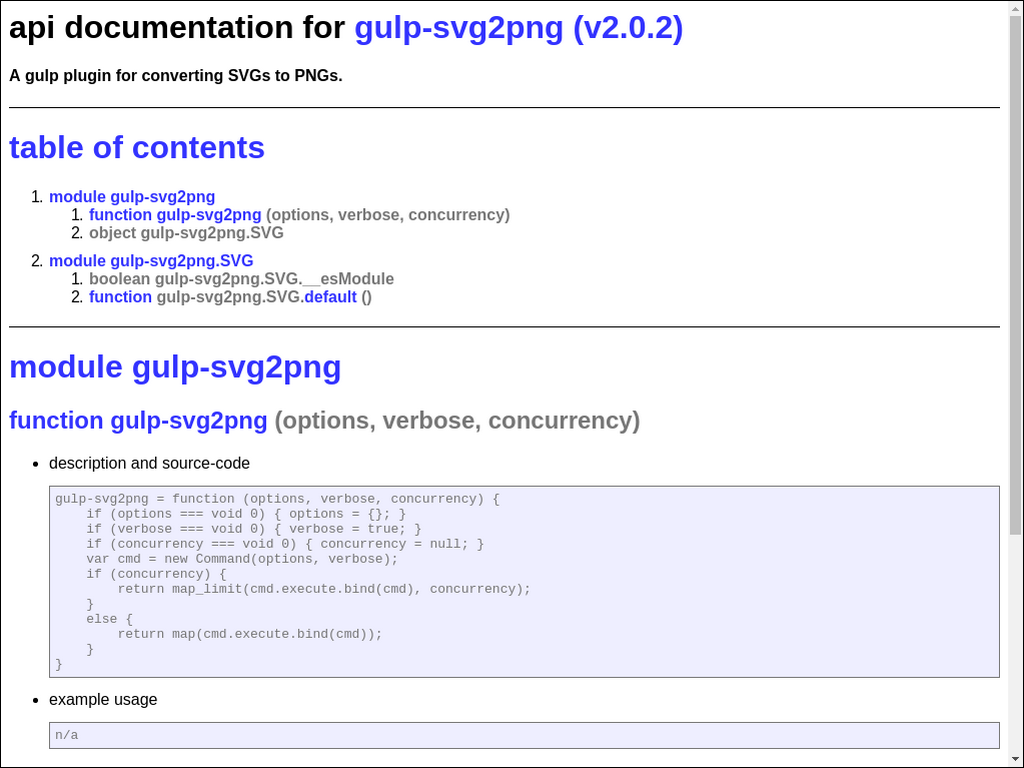 api documentation for gulp-svg2png (v2.0.2)
A gulp plugin for converting SVGs to PNGs.
table of contents
1. module gulp-svg2png
1. function gulp-svg2png (options, verbose, concurrency)
2. object gulp-svg2png.SVG
2. module gulp-svg2png.SVG
1. boolean gulp-svg2png.SVG.__esModule
2. function gulp-svg2png.SVG.default ()
module gulp-svg2png
function gulp-svg2png (options, verbose, concurrency)
• description and source-code
gulp-svg2png = function (options, verbose, concurrency) {
    if (options === void 0) { options = {}; }
    if (verbose === void 0) { verbose = true; }
    if (concurrency === void 0) { concurrency = null; }
    var cmd = new Command(options, verbose);
    if (concurrency) {
        return map_limit(cmd.execute.bind(cmd), concurrency);
    }
    else {
        return map(cmd.execute.bind(cmd));
    }
}
• example usage
n/a